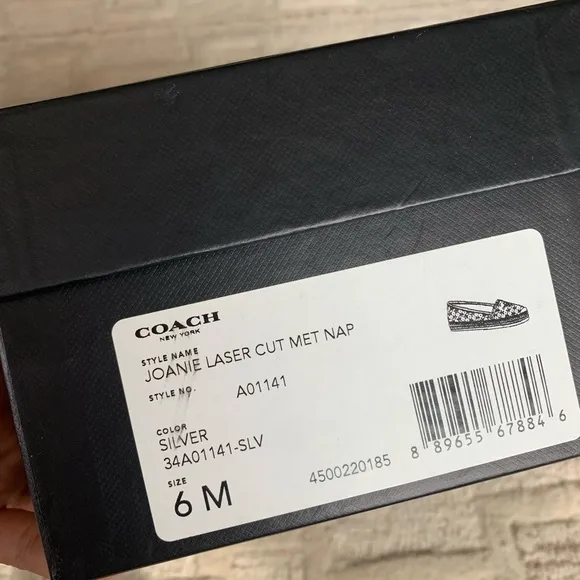 COACH
NEW YORK
STYLE NAME
JOANIE LASER CUT MET NAP
STYLE NO.
A01141
COLOR
SILVER
34A01141-SLV
SIZE
6 M
4500220185
8 89655 67884 6